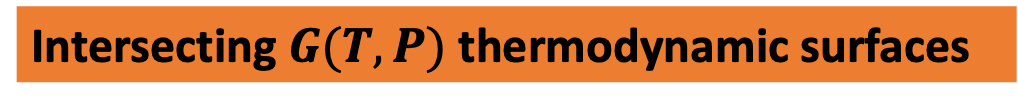 Intersecting G(T, P) thermodynamic surfaces